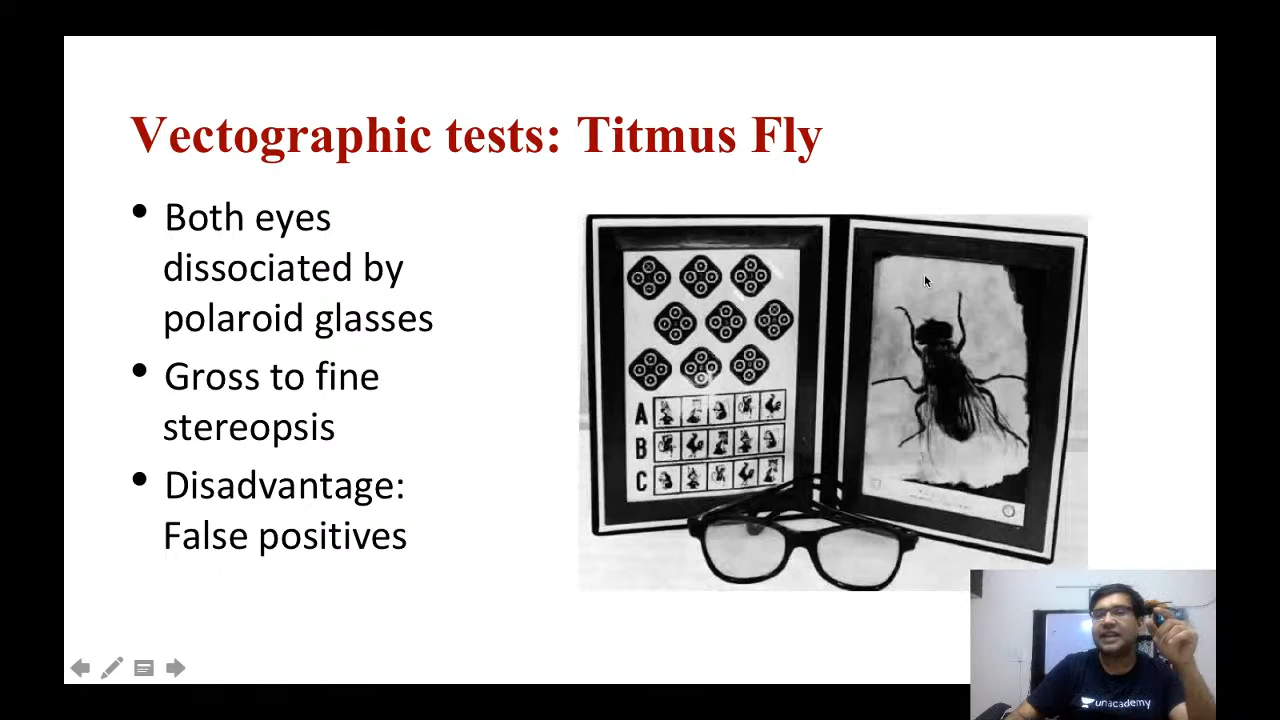 Vectographic tests: Titmus Fly
• Both eyes
dissociated by
polaroid glasses
• Gross to fine
stereopsis
• Disadvantage:
False positives
A
B
C
unacademy